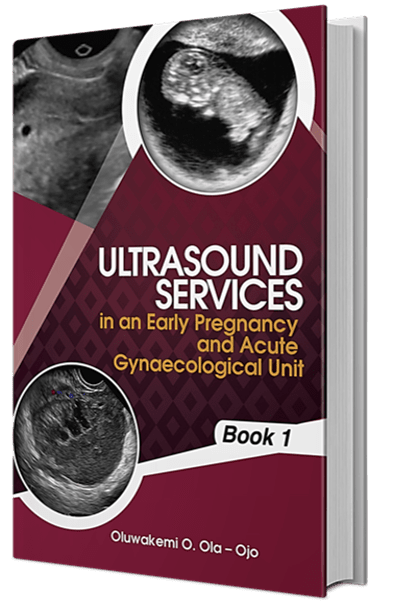 ULTRASOUND
SERVICES
in an Early Pregnancy
and Acute
Gynaecological Unit
Book 1
Oluwakemi O. Ola – Ojo